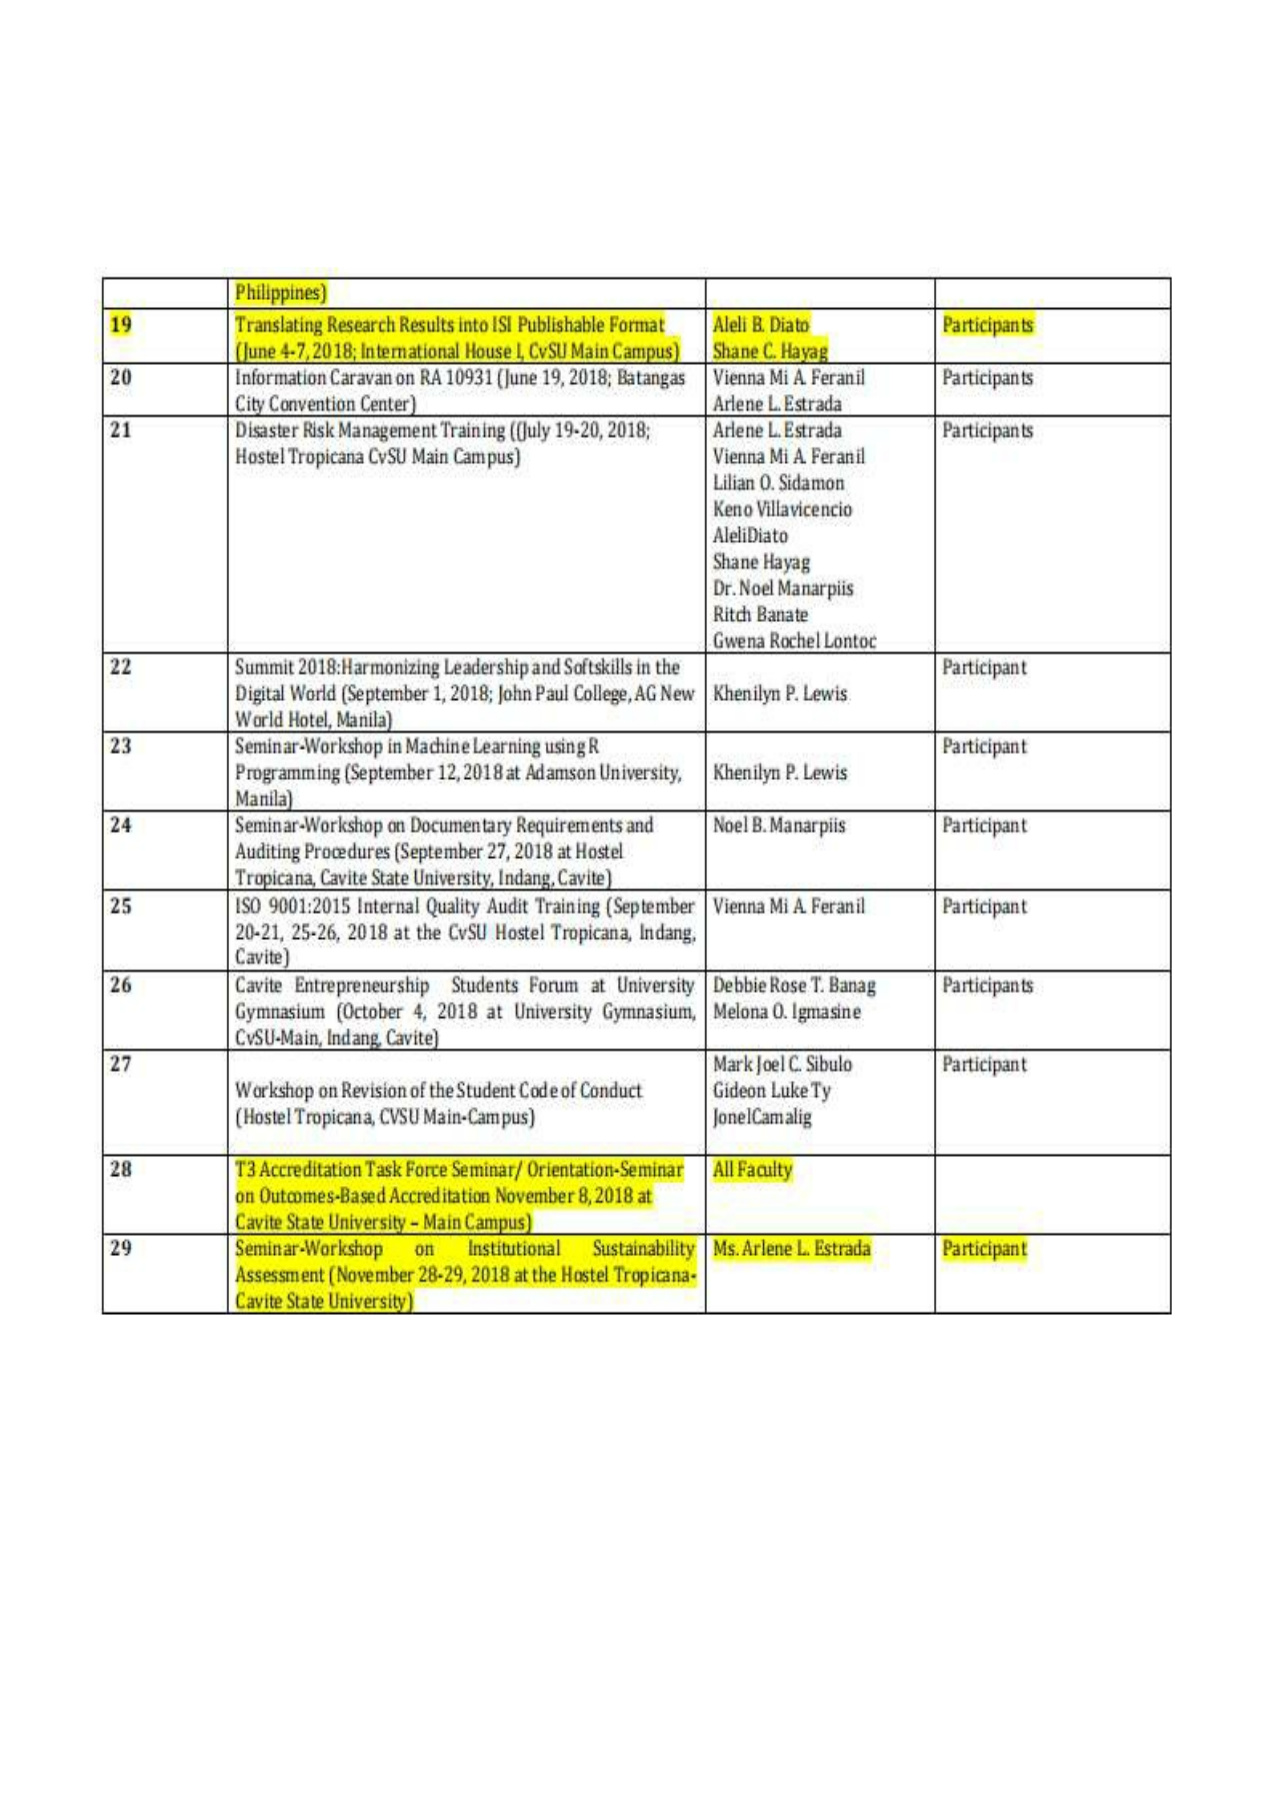 Philippines)
19 Translating Research Results into ISI Publishable Format Aleli B. Diato Participants
(June 4-7, 2018; International House I, CvSU Main Campus) Shane C. Hayag
20 Information Caravan on RA 10931 (June 19, 2018; Batangas Vienna Mi A. Feranil Participants
City Convention Center) Arlene L. Estrada
21 Disaster Risk Management Training ((July 19-20, 2018; Arlene L. Estrada Participants
Hostel Tropicana CvSU Main Campus) Vienna Mi A. Feranil
Lilian O. Sidamon
Keno Villavicencio
AleliDiato
Shane Hayag
Dr. Noel Manarpiis
Ritch Banate
Gwena Rochel Lontoc
22 Summit 2018:Harmonizing Leadership and Softskills in the Participant
Digital World (September 1, 2018; John Paul College, AG New Khenilyn P. Lewis
World Hotel, Manila)
23 Seminar-Workshop in Machine Learning using R Participant
Programming (September 12, 2018 at Adamson University, Khenilyn P. Lewis
Manila)
24 Seminar-Workshop on Documentary Requirements and Noel B. Manarpiis Participant
Auditing Procedures (September 27, 2018 at Hostel
Tropicana, Cavite State University, Indang, Cavite)
25 ISO 9001:2015 Internal Quality Audit Training (September Vienna Mi A. Feranil Participant
20-21, 25-26, 2018 at the CvSU Hostel Tropicana, Indang,
Cavite)
26 Cavite Entrepreneurship Students Forum at University Debbie Rose T. Banag Participants
Gymnasium (October 4, 2018 at University Gymnasium, Melona O. Igmasine
CvSU-Main, Indang, Cavite)
27 Mark Joel C. Sibulo Participant
Workshop on Revision of the Student Code of Conduct Gideon Luke Ty
(Hostel Tropicana, CVSU Main-Campus) JonelCamalig
28 T3 Accreditation Task Force Seminar/ Orientation-Seminar All Faculty
on Outcomes-Based Accreditation November 8, 2018 at
Cavite State University – Main Campus)
29 Seminar-Workshop on Institutional Sustainability Ms. Arlene L. Estrada Participant
Assessment (November 28-29, 2018 at the Hostel Tropicana-
Cavite State University)